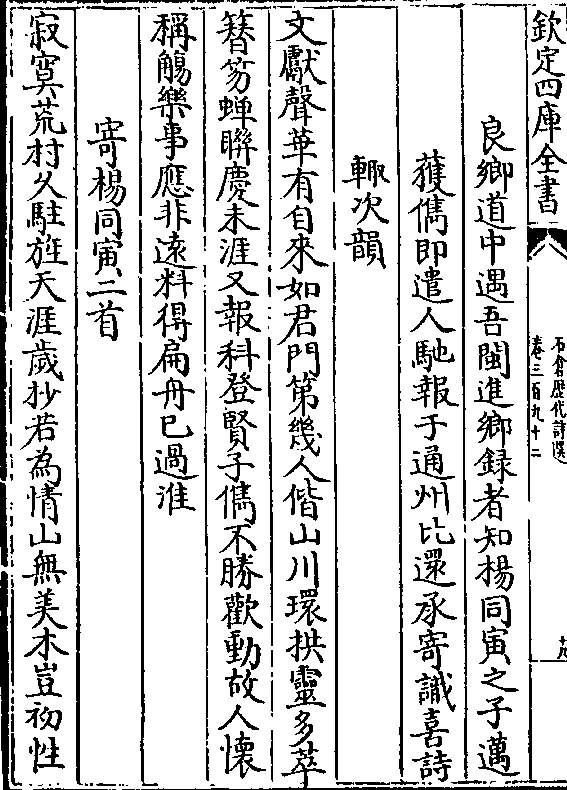 欽定四庫全書
石倉歷代詩選
卷三百九十二
十九
良鄉道中遇吾閩進鄉録者知楊同寅之子邁
獲儁即遣人馳報于通州比還承寄識喜詩
輙次韻
文獻聲華有自來如君門第幾人偕山川環拱靈多萃
簪笏蟬聯慶未涯又報科登賢子儁不勝歡動故人懷
稱觴樂事應非遠料得扁舟已過淮
寄楊同寅二首
寂寞荒村久駐旌天涯歲抄若為情山無美木豈初性